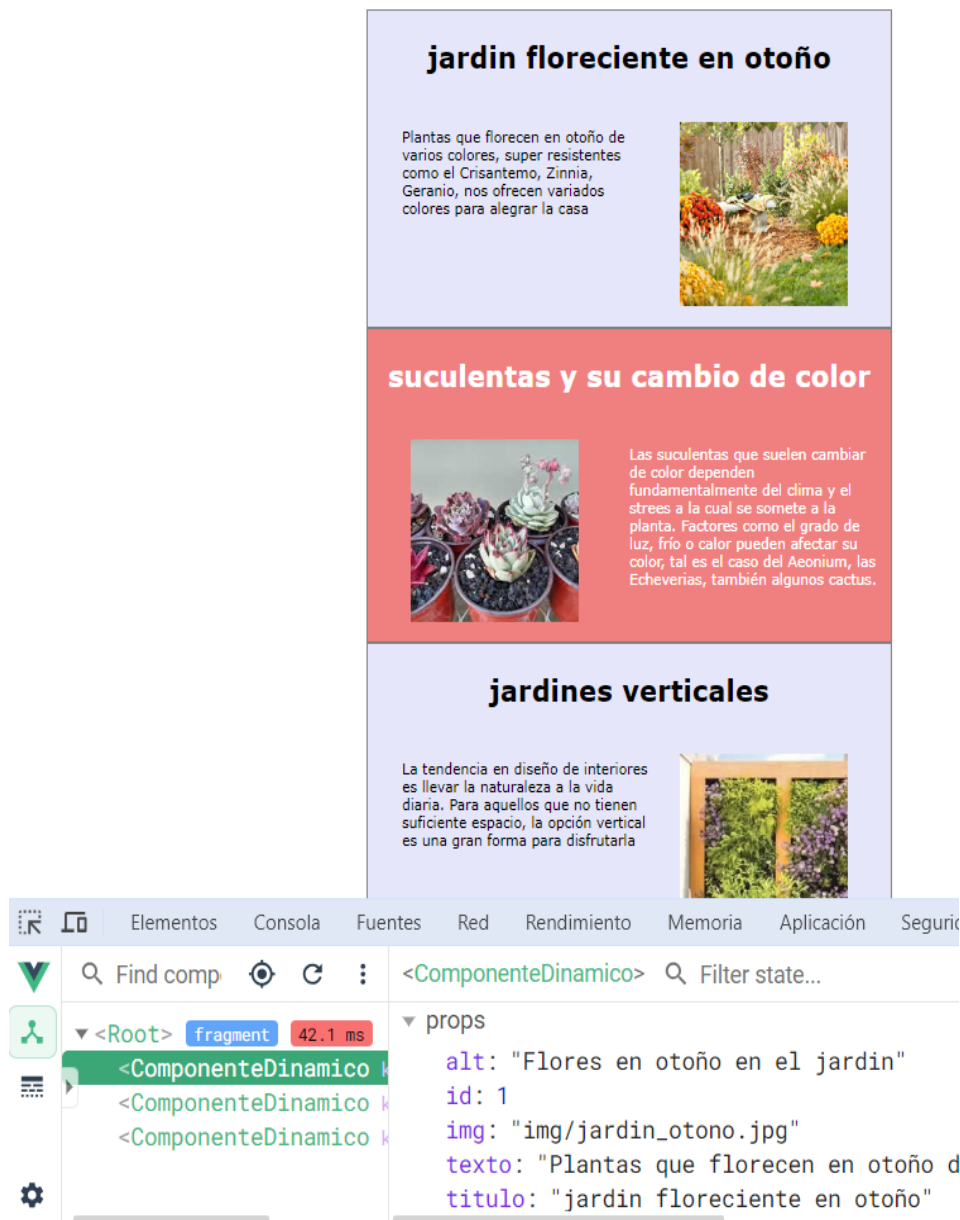 jardin floreciente en otoño
Plantas que florecen en otoño de
varios colores, super resistentes
como el Crisantemo, Zinnia,
Geranio, nos ofrecen variados
colores para alegrar la casa
suculentas y su cambio de color
Las suculentas que suelen cambiar
de color dependen
fundamentalmente del clima y el
strees a la cual se somete a la
planta. Factores como el grado de
luz, frío o calor pueden afectar su
color, tal es el caso del Aeonium, las
Echeverias, también algunos cactus.
jardines verticales
La tendencia en diseño de interiores
es llevar la naturaleza a la vida
diaria. Para aquellos que no tienen
suficiente espacio, la opción vertical
es una gran forma para disfrutarla
Elementos Consola Fuentes Red Rendimiento Memoria Aplicación Seguric
Find comp <ComponenteDinamico> Filter state...
<Root> fragment 42.1 ms
<ComponenteDinamico k
<ComponenteDinamico k
<ComponenteDinamico k
props
alt: "Flores en otoño en el jardin"
id: 1
img: "img/jardin_otono.jpg"
texto: "Plantas que florecen en otoño d
titulo: "jardin floreciente en otoño"